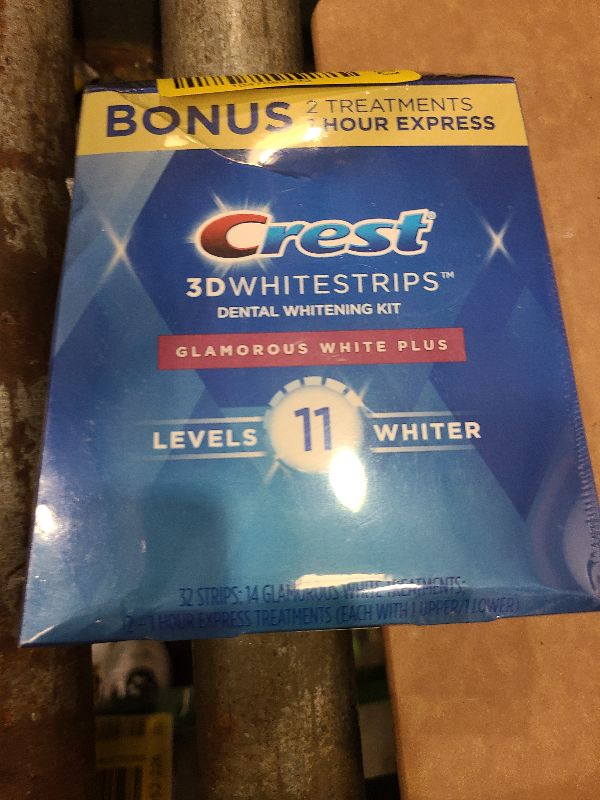 BONUS 2 TREATMENTS
1 HOUR EXPRESS
Crest®
3DWHITESTRIPS™
DENTAL WHITENING KIT
GLAMOROUS WHITE PLUS
LEVELS 11 WHITER
32 STRIPS: 14 GLAMOROUS WHITE TREATMENTS;
2 – 1 HOUR EXPRESS TREATMENTS (EACH WITH 1 UPPER/1 LOWER)